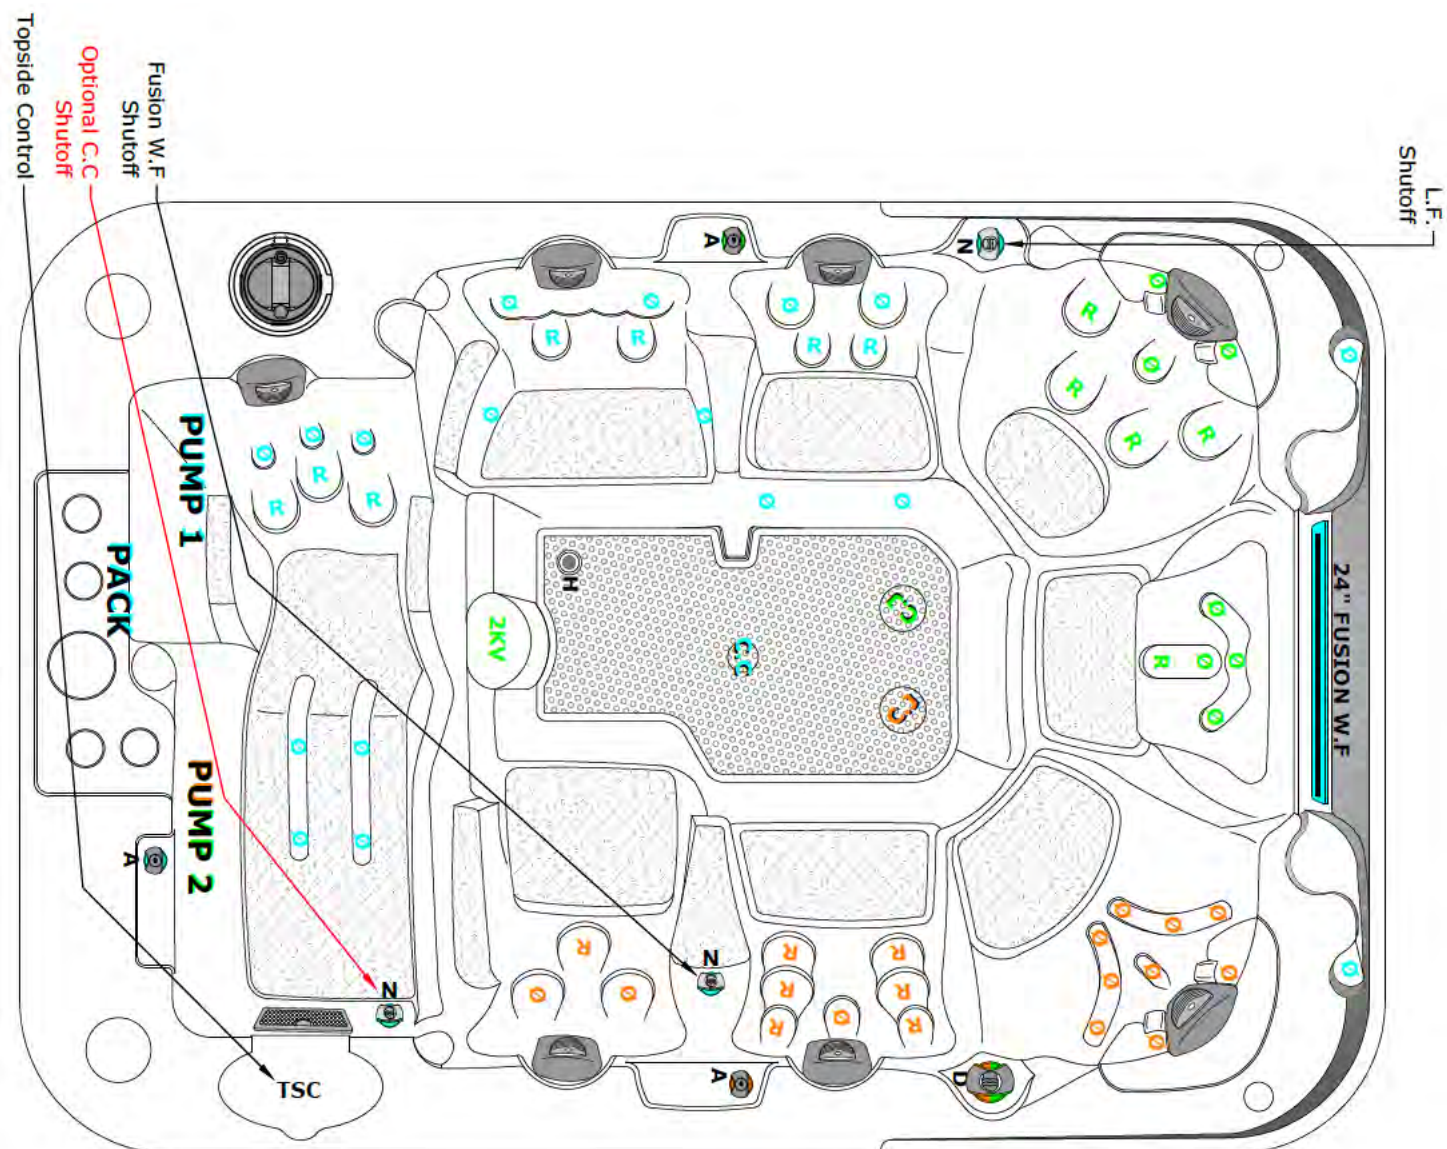 Topside Control
Optional C.C
Shutoff
Fusion W.F
Shutoff
L.F.
Shutoff
A
N
Ø
Ø
Ø
Ø
R
R
R
R
Ø
Ø
Ø
R
R
R
R
Ø
Ø
Ø
Ø
Ø
Ø
R
R
R
Ø
Ø
PUMP 1
PACK
H
2KV
C.C
24" FUSION W.F
Ø
R
Ø
Ø
Ø
Ø
Ø
Ø
Ø
PUMP 2
A
N
N
R
Ø
Ø
R
R
R
R
R
R
Ø
Ø
Ø
Ø
Ø
Ø
Ø
Ø
Ø
Ø
Ø
A
D
TSC